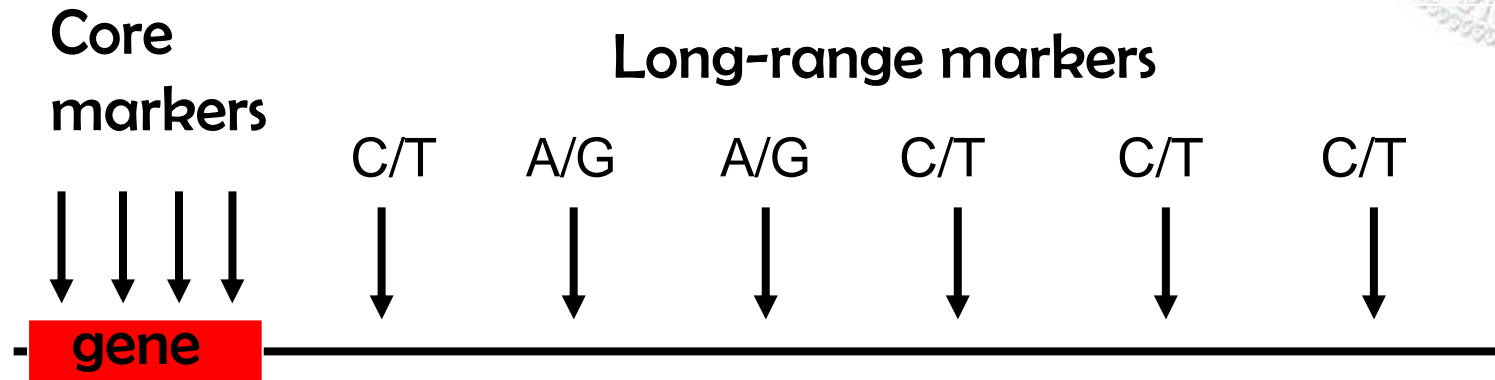 Core
markers
Long-range markers
C/T A/G A/G C/T C/T C/T
gene